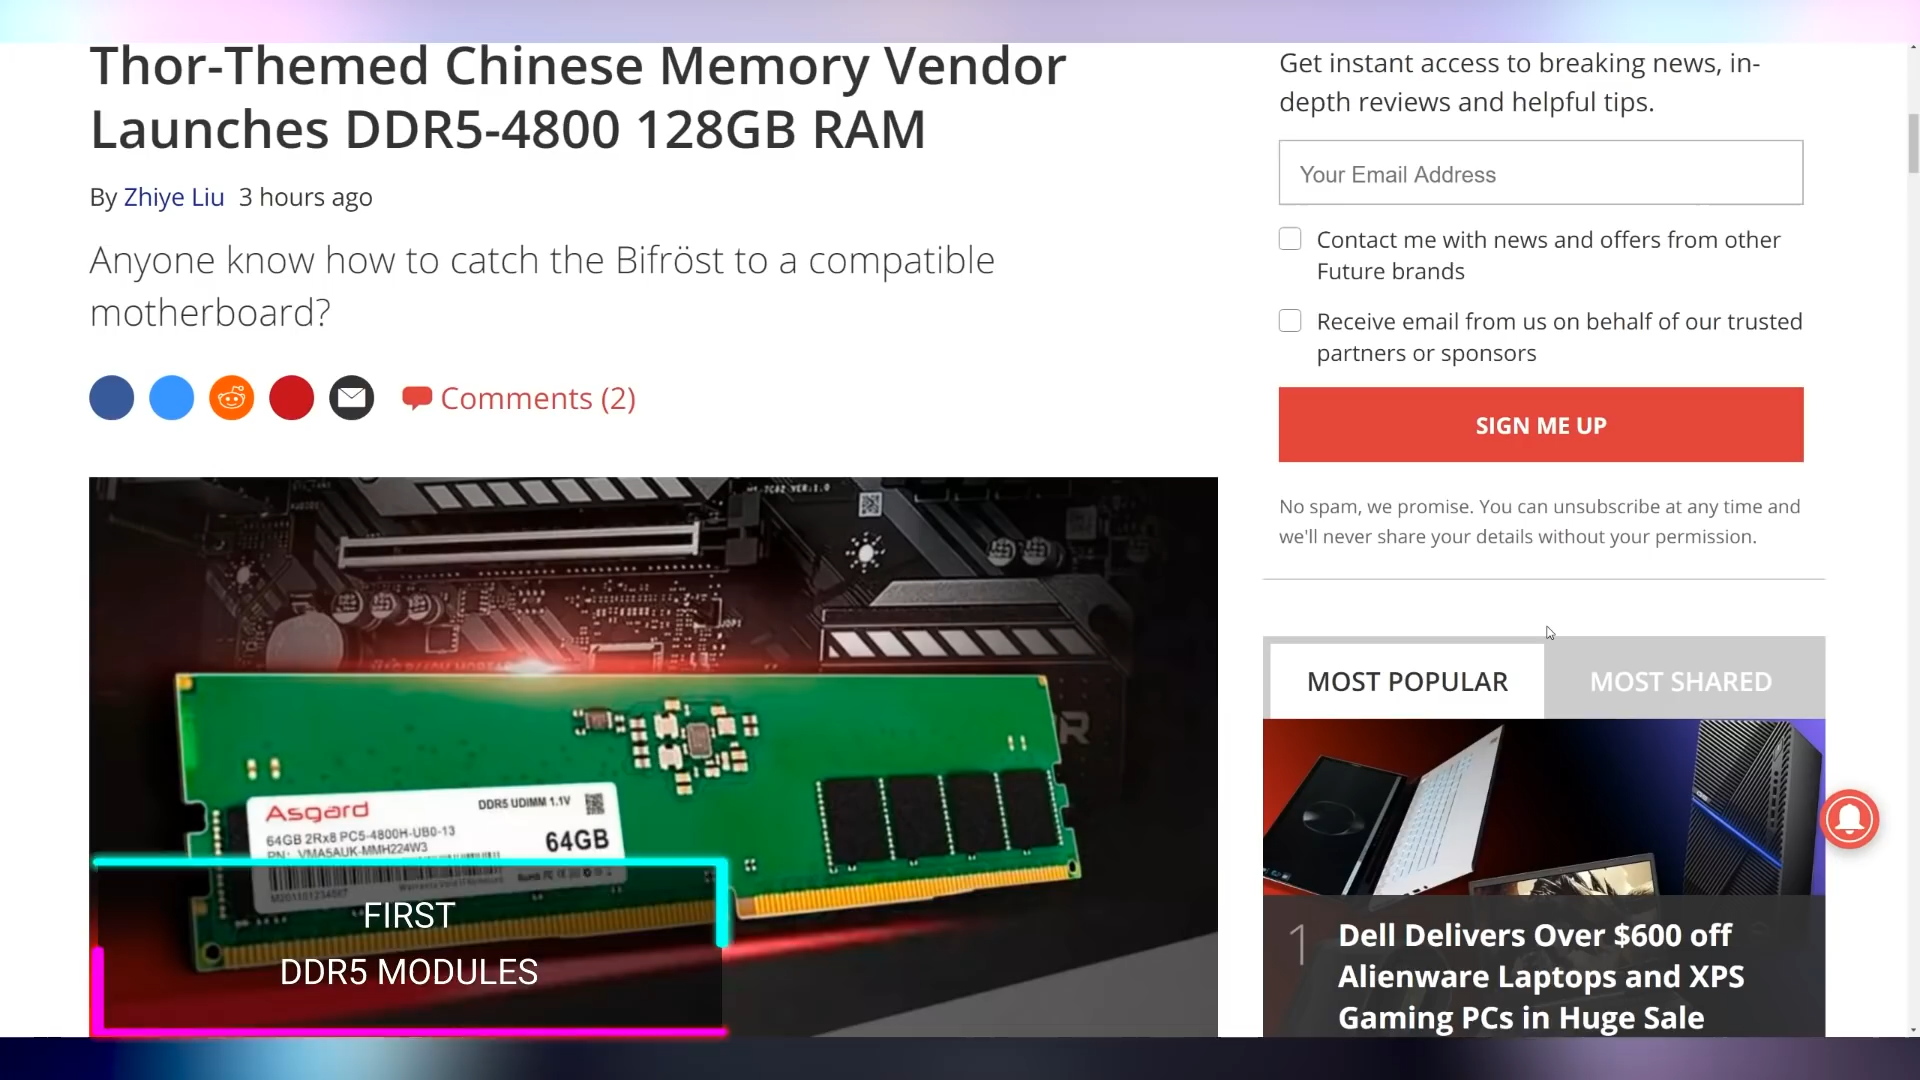 Thor-Themed Chinese Memory Vendor
Launches DDR5-4800 128GB RAM
By Zhiye Liu 3 hours ago
Anyone know how to catch the Bifröst to a compatible
motherboard?
Comments (2)
Asgard
DDR5 UDIMM 1.1V
64GB 2Rx8 PC5-4800H-UB0-13
PN: VMA5AUK-MMH224W3
64GB
FIRST
DDR5 MODULES
Get instant access to breaking news, in-
depth reviews and helpful tips.
Your Email Address
Contact me with news and offers from other
Future brands
Receive email from us on behalf of our trusted
partners or sponsors
SIGN ME UP
No spam, we promise. You can unsubscribe at any time and
we'll never share your details without your permission.
MOST POPULAR
MOST SHARED
1
Dell Delivers Over $600 off
Alienware Laptops and XPS
Gaming PCs in Huge Sale